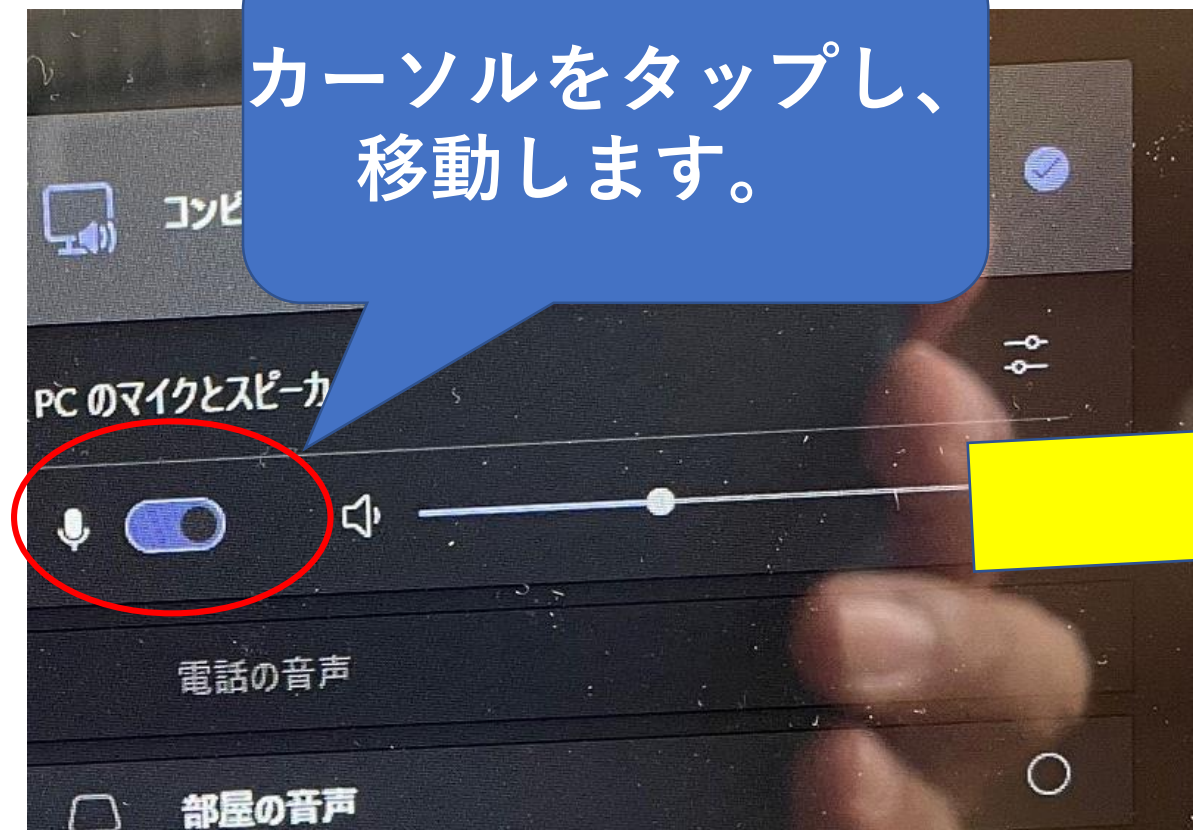 カーソルをタップし、
移動します。
コンピ
PC のマイクとスピーカ
電話の音声
部屋の音声